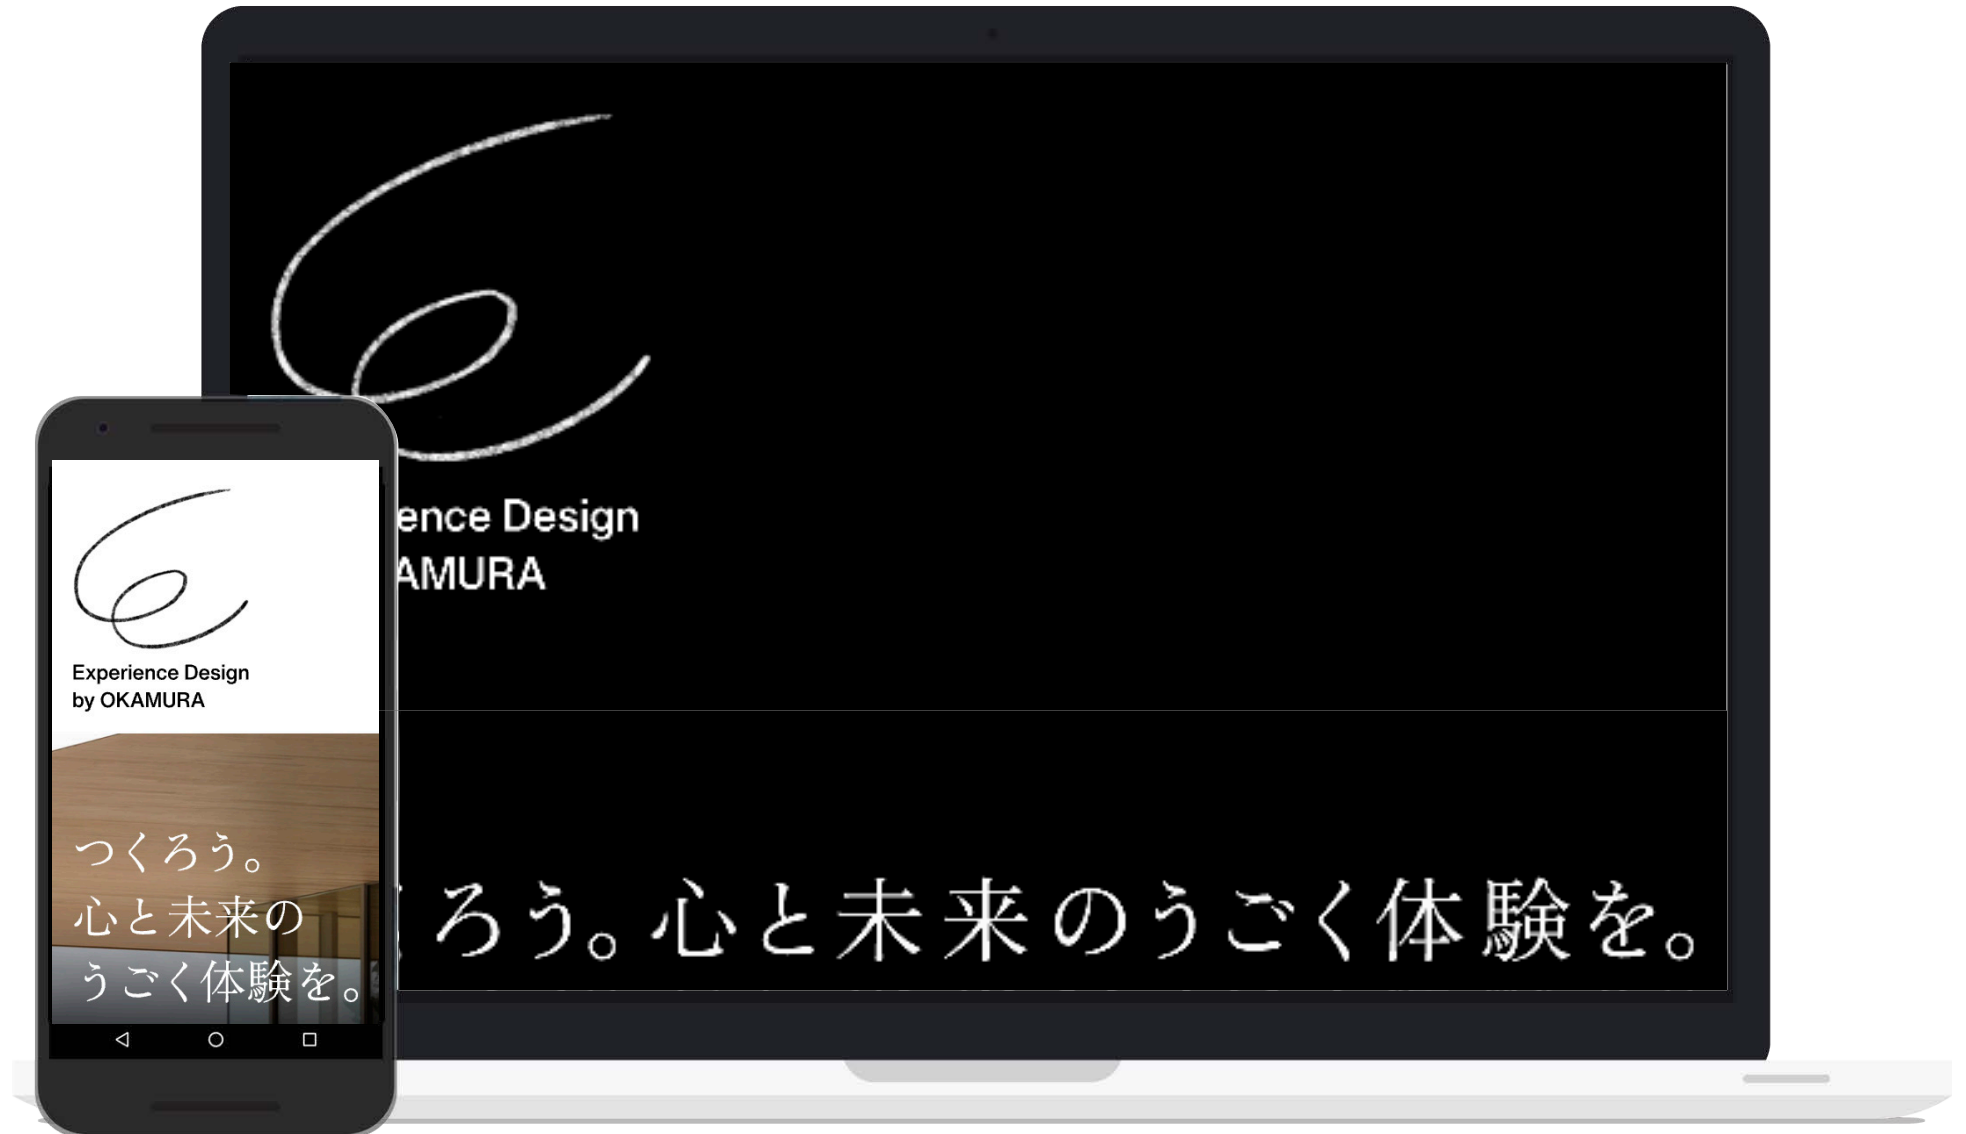 ence Design
AMURA
ろう。心と未来のうごく体験を。
Experience Design
by OKAMURA
つくろう。
心と未来の
うごく体験を。